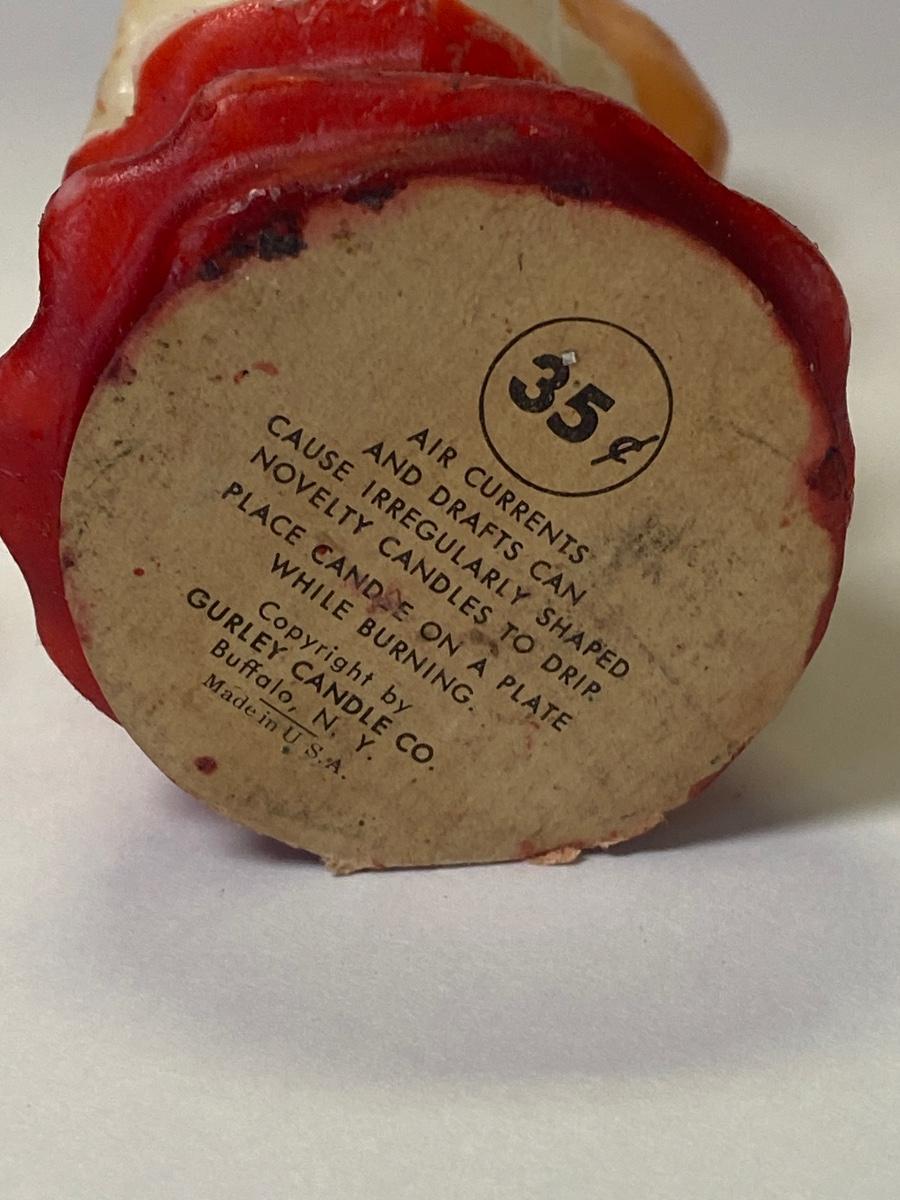 35¢
AIR CURRENTS
AND DRAFTS CAN
CAUSE IRREGULARLY SHAPED
NOVELTY CANDLES TO DRIP.
PLACE CANDLE ON A PLATE
WHILE BURNING.
Copyright by
GURLEY CANDLE CO.
Buffalo, N. Y.
Made in U.S.A.